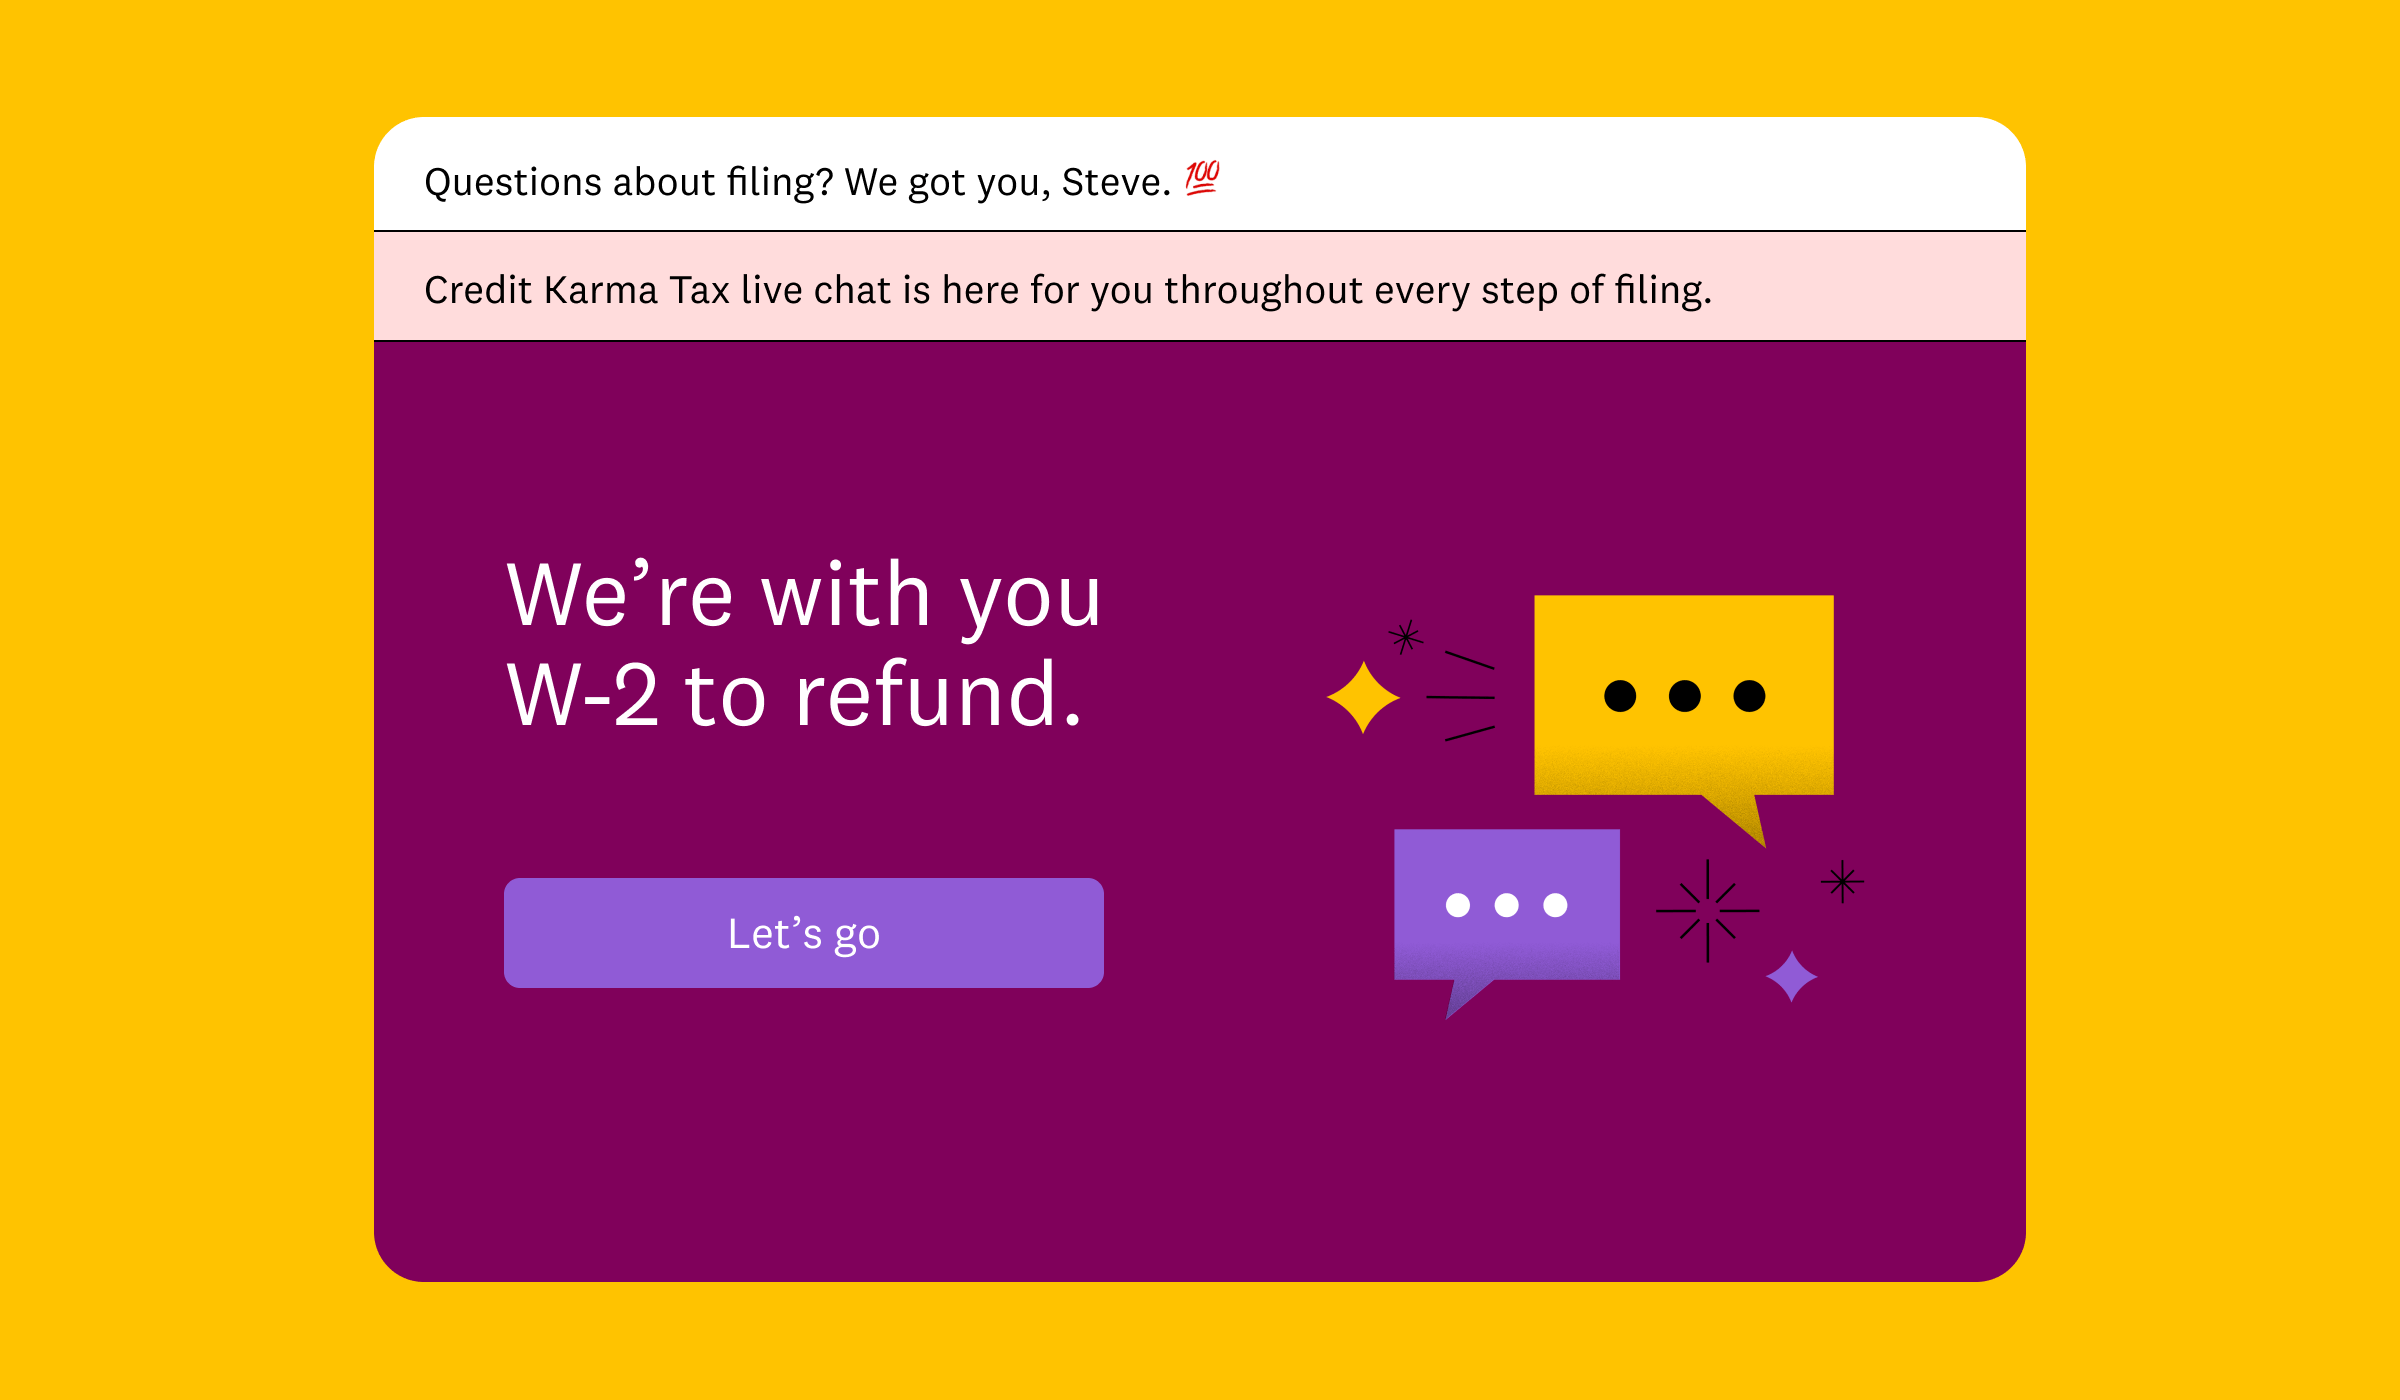 Questions about filing? We got you, Steve. 💯
Credit Karma Tax live chat is here for you throughout every step of filing.
We’re with you
W-2 to refund.
Let’s go